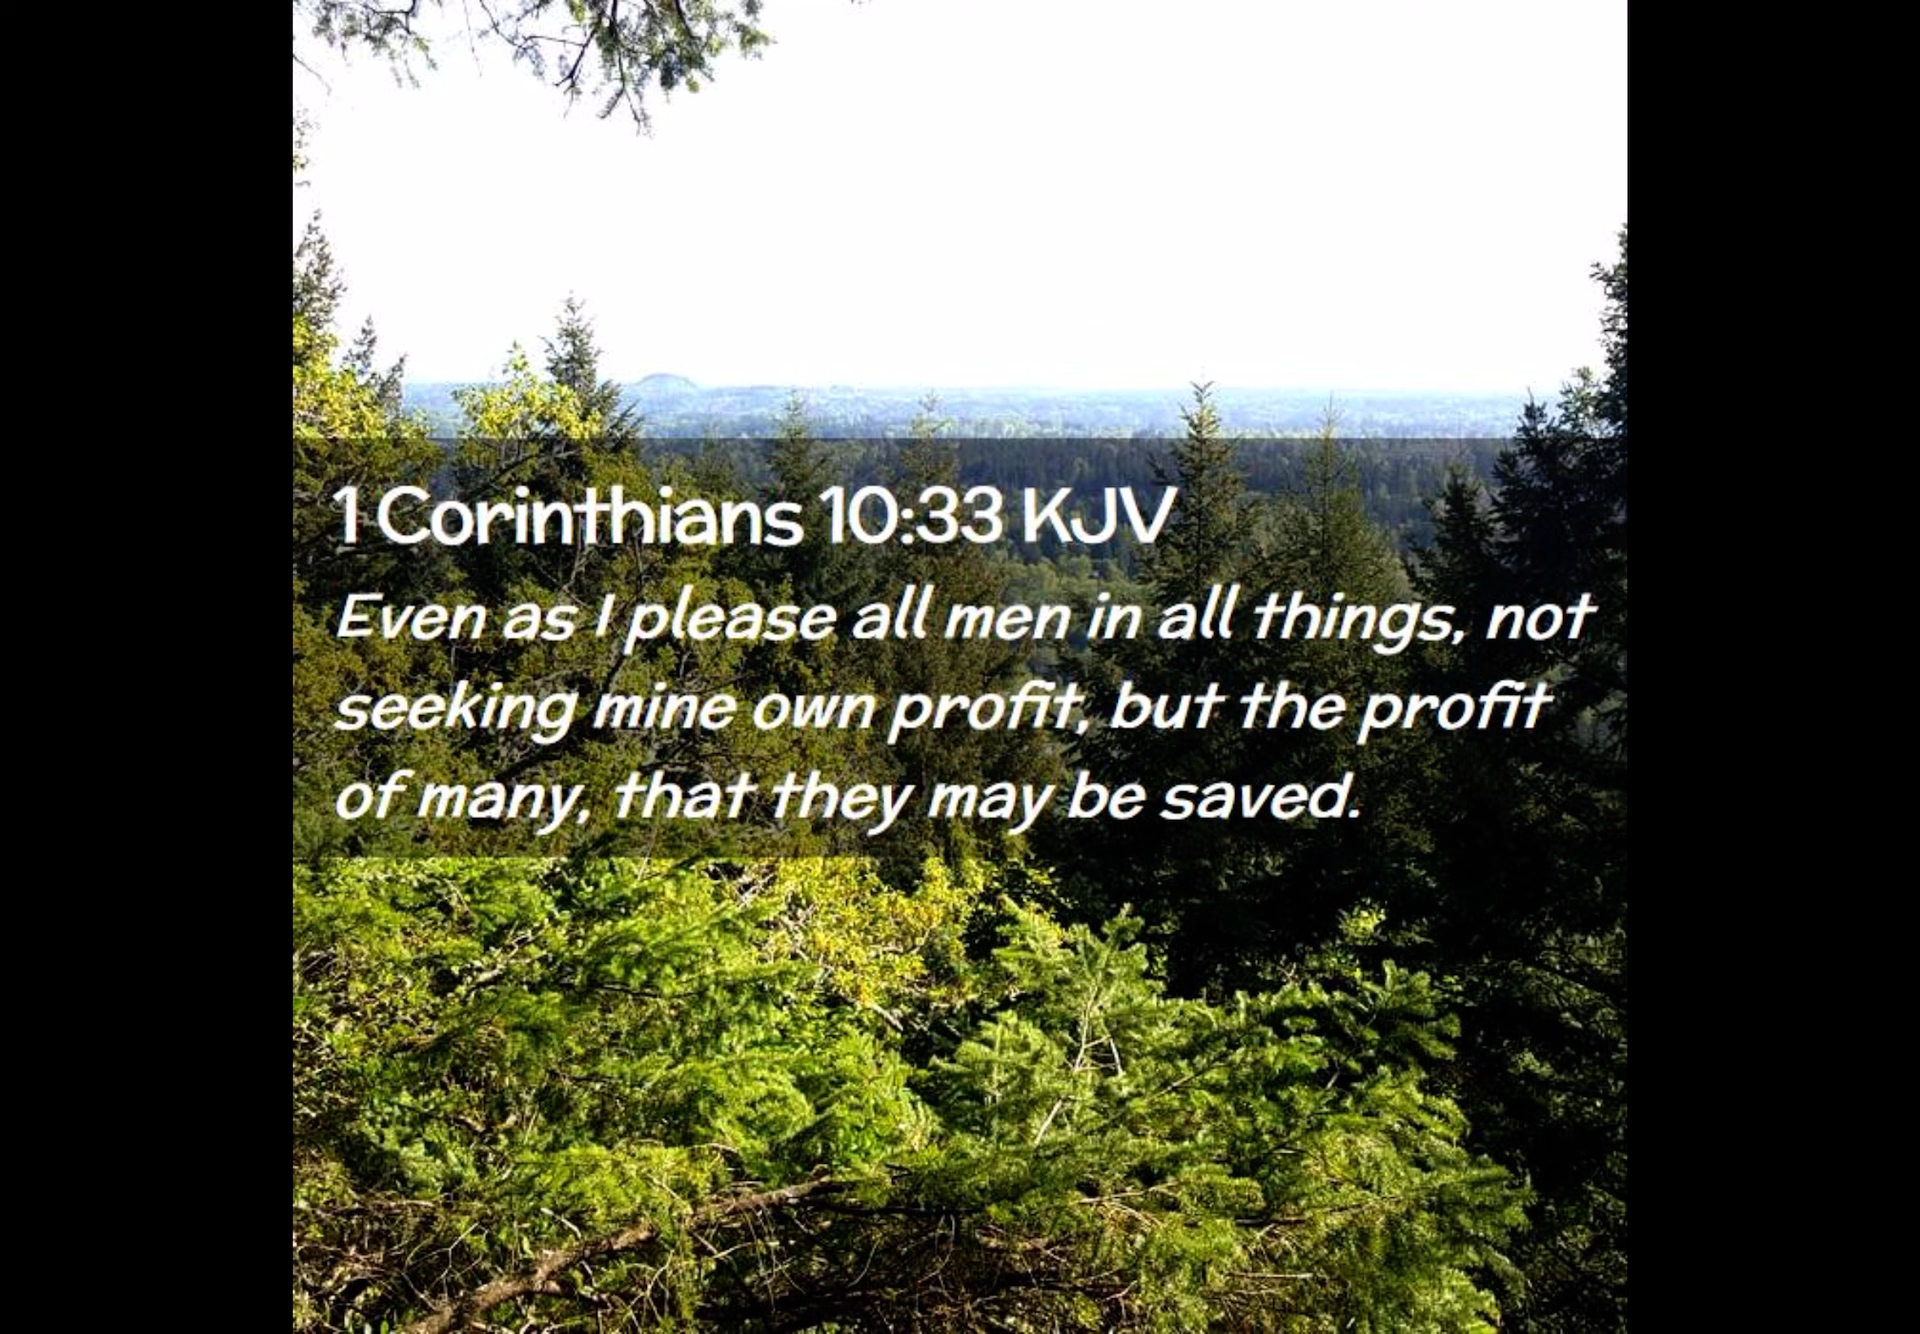 1 Corinthians 10:33 KJV
Even as I please all men in all things, not
seeking mine own profit, but the profit
of many, that they may be saved.